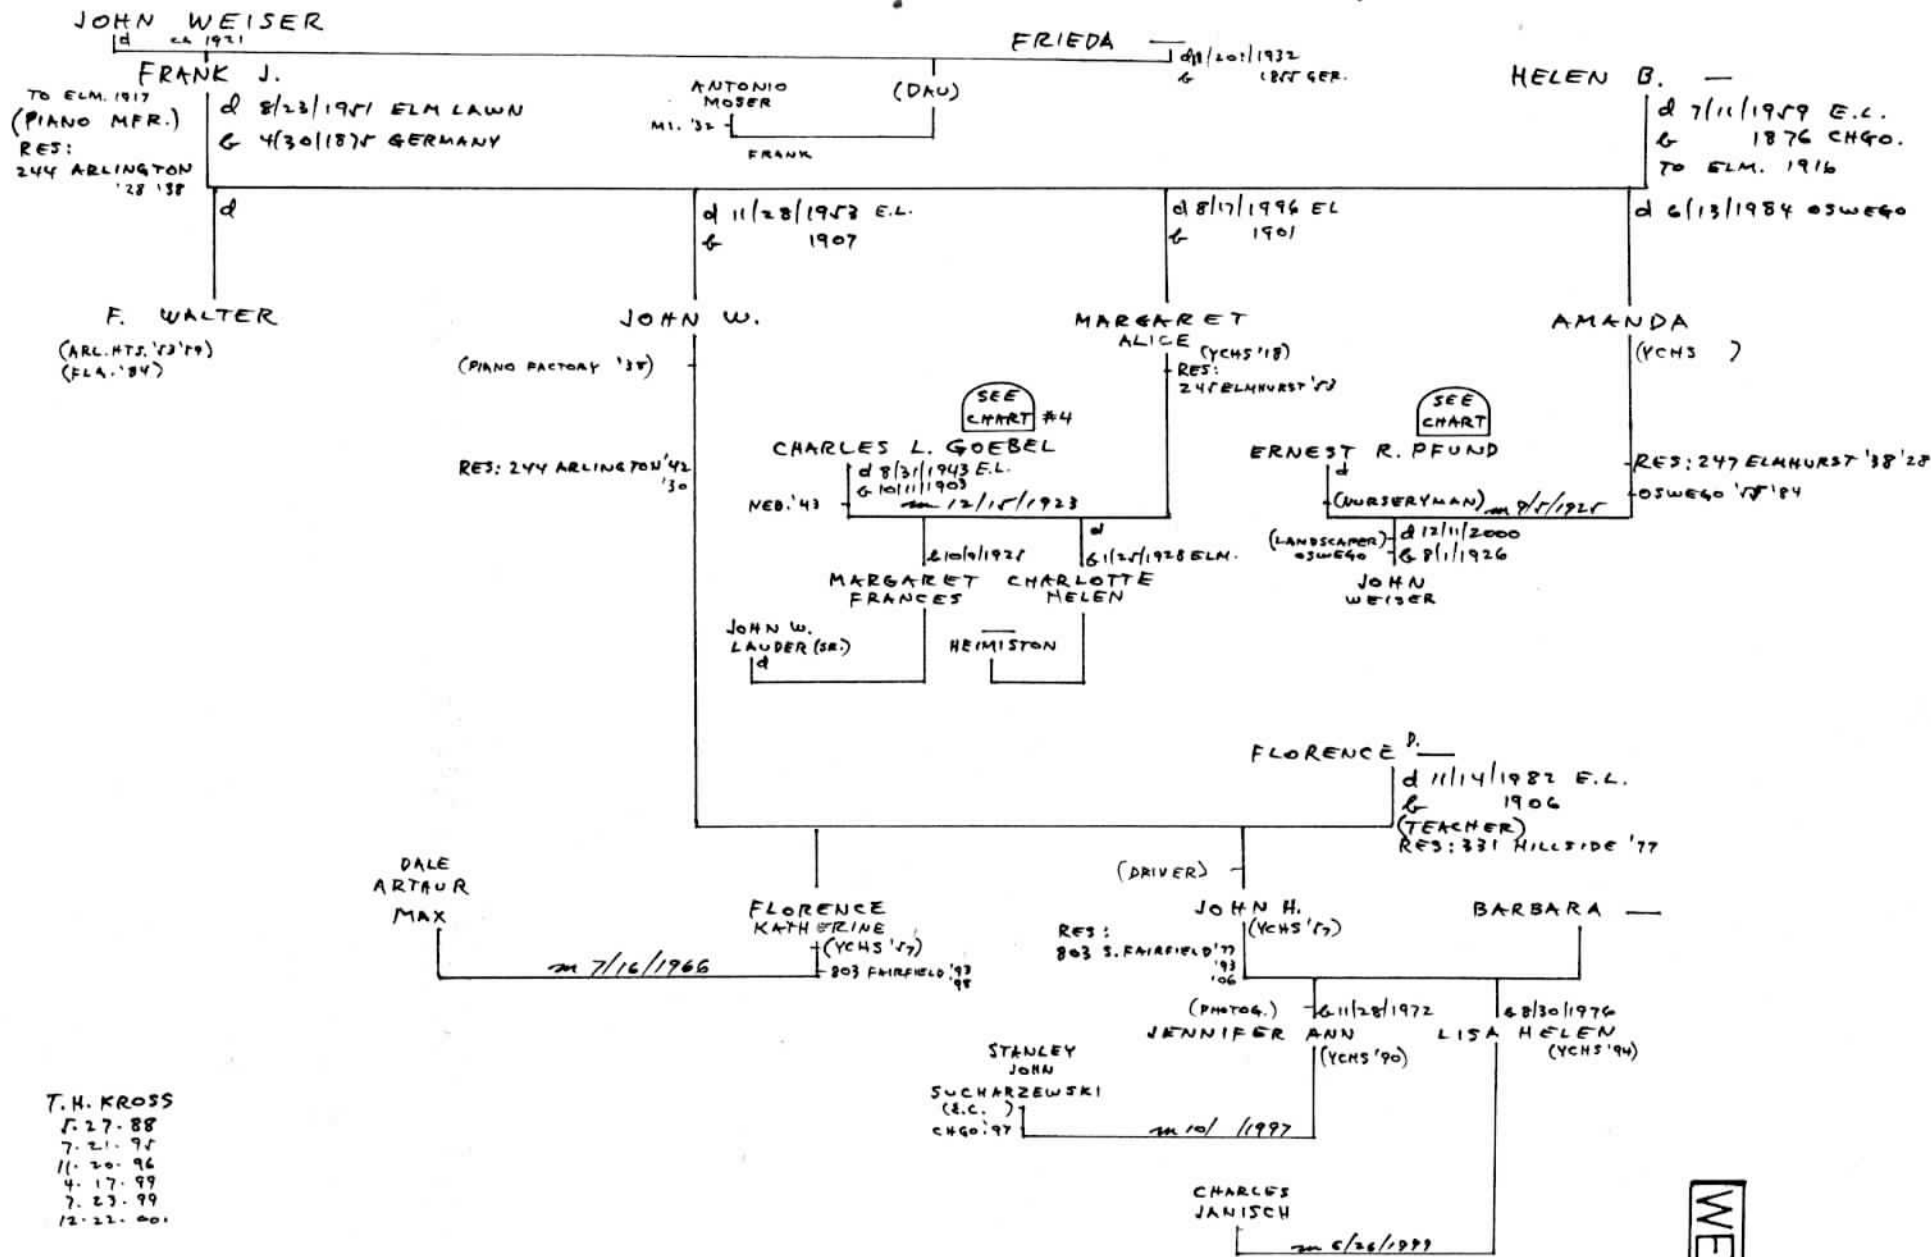 JOHN WEISER
d ca 1921
FRIEDA —
b 1855 GER.
FRANK J.
TO ELM. 1917
(PIANO MFR.)
RES:
244 ARLINGTON
'28 '38
d 8/23/1951 ELM LAWN
b 4/30/1875 GERMANY
ANTONIO
MOSER
MI. '32
(DAU)
FRANK
HELEN B. —
d 7/11/1959 E.L.
b 1876 CHGO.
TO ELM. 1916
d
d 11/28/1953 E.L.
b 1907
d 8/17/1996 EL
b 1901
d 6/13/1984 OSWEGO
F. WALTER
(ARL. HTS. '53 '59)
(FLA. '84)
JOHN W.
(PIANO FACTORY '38)
RES: 244 ARLINGTON '42
'30
MARGARET
ALICE
(YCHS '18)
RES:
245 ELMHURST '53
AMANDA
(YCHS )
SEE
CHART #4
CHARLES L. GOEBEL
d 8/31/1943 E.L.
b 10/11/1903
NEB. '43
m 12/15/1923
SEE
CHART
ERNEST R. PFUND
d
(NURSERYMAN)
m 9/5/1925
RES: 247 ELMHURST '38 '28
OSWEGO '55 '84
b 10/9/1925
MARGARET
FRANCES
d
b 1/25/1928 ELM.
CHARLOTTE
HELEN
(LANDSCAPER)
OSWEGO
d 12/11/2000
b 8/1/1926
JOHN
WEISER
JOHN W.
LAUDER (SR.)
d
—
HEIMISTON
FLORENCE P. —
d 11/14/1982 E.L.
b 1906
(TEACHER)
RES: 331 HILLSIDE '77
DALE
ARTHUR
MAX
FLORENCE
KATHERINE
(YCHS '57)
803 FAIRFIELD '93
'98
m 7/16/1966
(DRIVER)
JOHN H.
(YCHS '57)
RES:
803 S. FAIRFIELD '77
'93
'06
BARBARA —
(PHOTOG.)
b 11/28/1972
JENNIFER ANN
(YCHS '90)
b 8/30/1976
LISA HELEN
(YCHS '94)
STANLEY
JOHN
SUCHARZEWSKI
(E.C. )
CHGO. '97
m 10/ /1997
CHARLES
JANISCH
m 6/26/1999
T.H. KROSS
5.27.88
7.21.95
11.20.96
4.17.99
7.23.99
WE